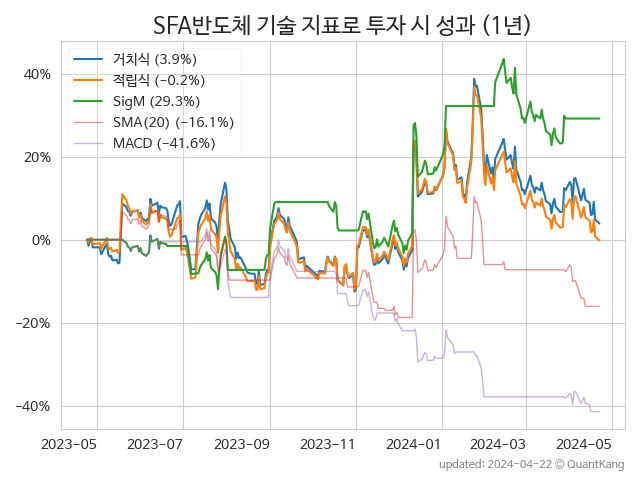 SFA반도체 기술 지표로 투자 시 성과 (1년)
거치식 (3.9%)
적립식 (−0.2%)
SigM (29.3%)
SMA(20) (−16.1%)
MACD (−41.6%)
40%
20%
0%
−20%
−40%
2023−05 2023−07 2023−09 2023−11 2024−01 2024−03 2024−05
updated: 2024−04−22 ⓒ QuantKang